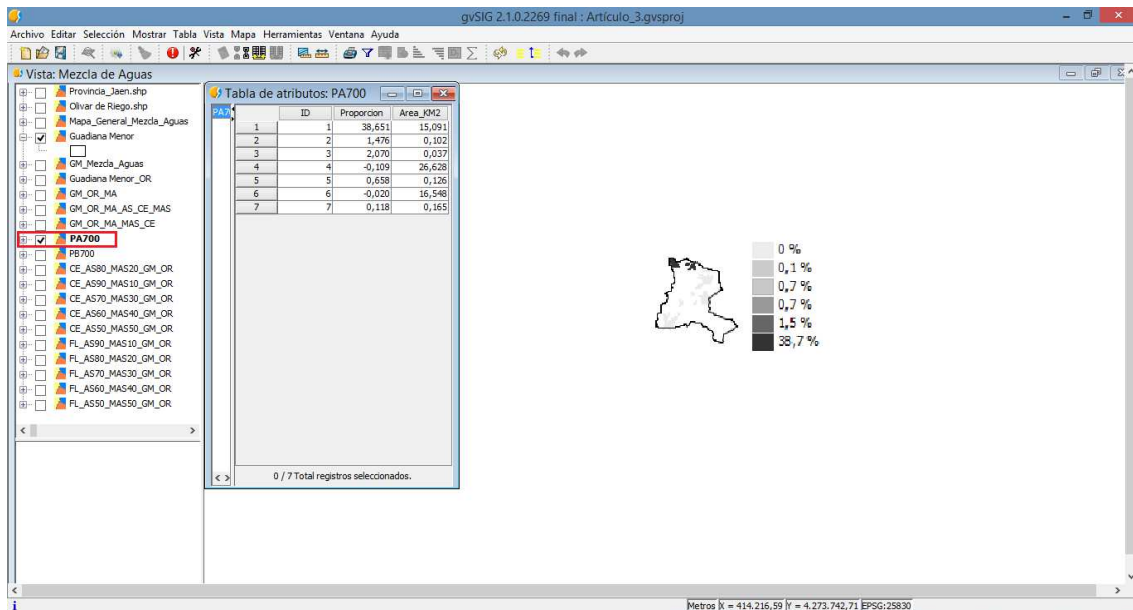 gvSIG 2.1.0.2269 final : Artículo_3.gvsproj
Archivo Editar Selección Mostrar Tabla Vista Mapa Herramientas Ventana Ayuda
Vista: Mezcla de Aguas
Provincia_Jaen.shp
Olivar de Riego.shp
Mapa_General_Mezcla_Aguas
Guadiana Menor
GM_Mezcla_Aguas
Guadiana Menor_OR
GM_OR_MA
GM_OR_MA_AS_CE_MAS
GM_OR_MA_MAS_CE
PA700
PB700
CE_AS80_MAS20_GM_OR
CE_AS90_MAS10_GM_OR
CE_AS70_MAS30_GM_OR
CE_AS60_MAS40_GM_OR
CE_AS50_MAS50_GM_OR
FL_AS90_MAS10_GM_OR
FL_AS80_MAS20_GM_OR
FL_AS70_MAS30_GM_OR
FL_AS60_MAS40_GM_OR
FL_AS50_MAS50_GM_OR
Tabla de atributos: PA700
PA7
ID Proporcion Area_KM2
1 1 38,651 15,091
2 2 1,476 0,102
3 3 2,070 0,037
4 4 -0,109 26,628
5 5 0,658 0,126
6 6 -0,020 16,548
7 7 0,118 0,165
0 / 7 Total registros seleccionados.
0 %
0,1 %
0,7 %
0,7 %
1,5 %
38,7 %
Metros X = 414.216,59 Y = 4.273.742,71 EPSG:25830